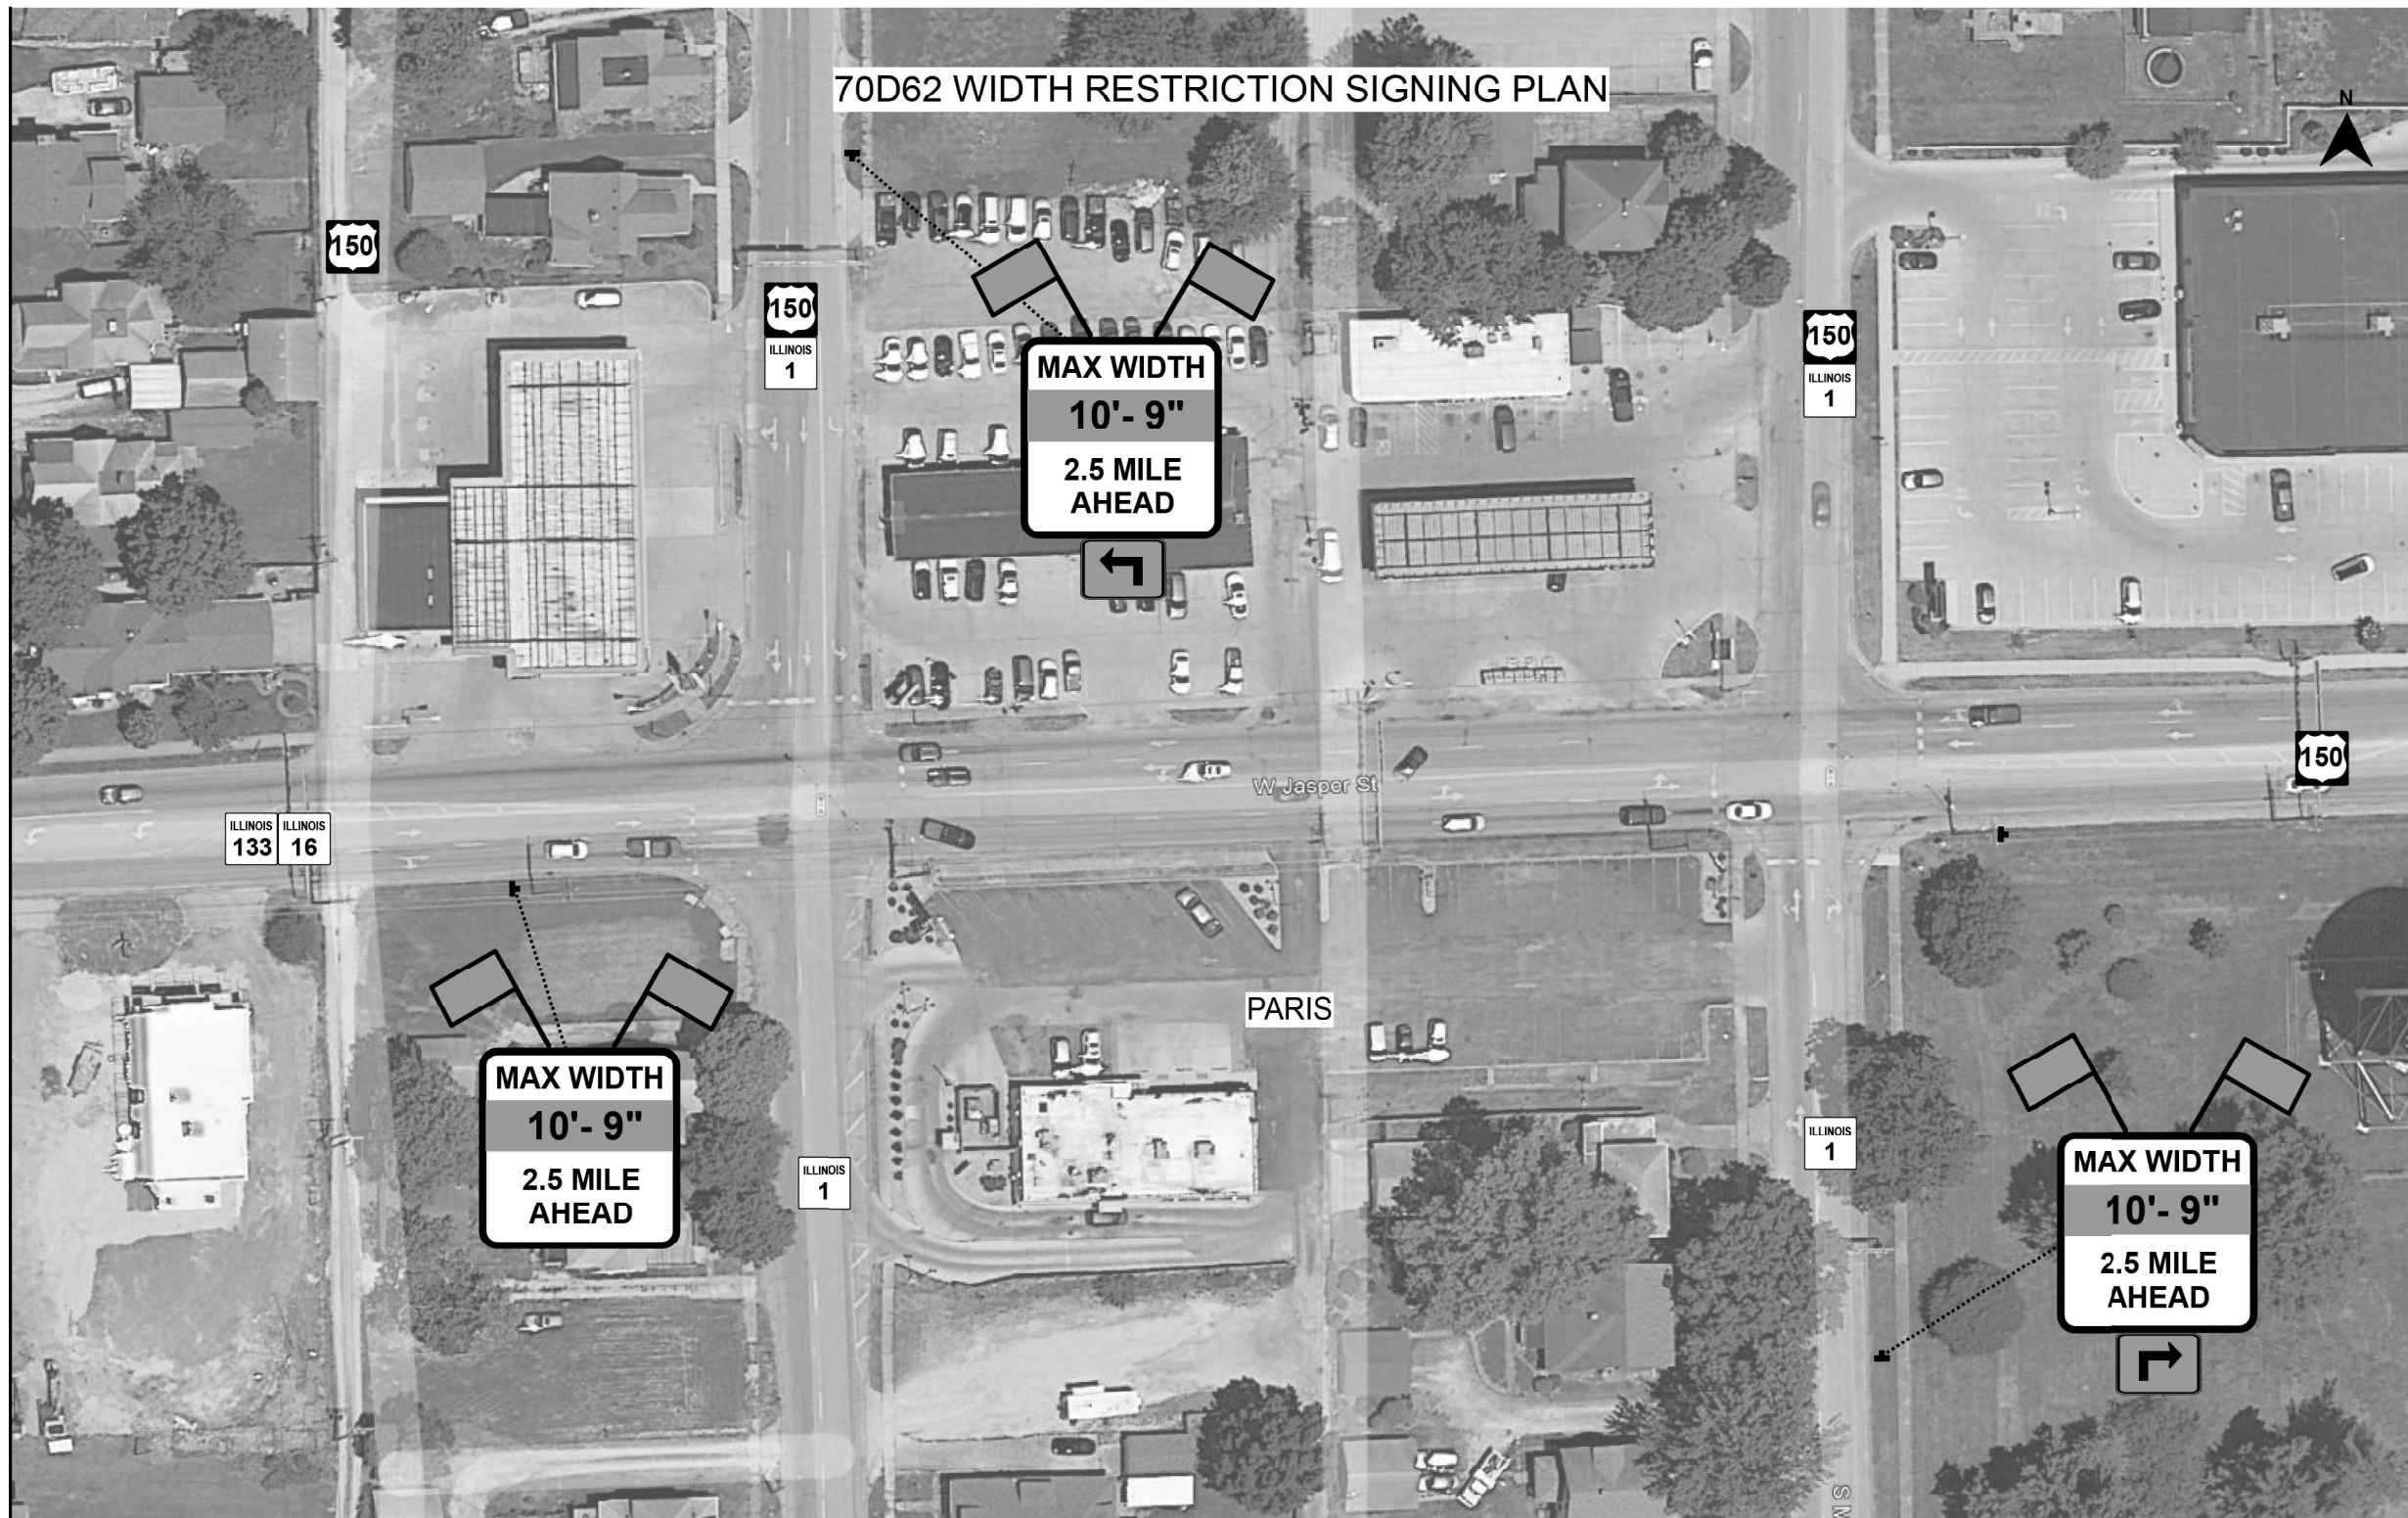 70D62 WIDTH RESTRICTION SIGNING PLAN
N
150
150
ILLINOIS
1
150
ILLINOIS
1
MAX WIDTH
10'- 9"
2.5 MILE
AHEAD
W Jasper St
150
ILLINOIS
133
ILLINOIS
16
PARIS
MAX WIDTH
10'- 9"
2.5 MILE
AHEAD
ILLINOIS
1
ILLINOIS
1
MAX WIDTH
10'- 9"
2.5 MILE
AHEAD
S M